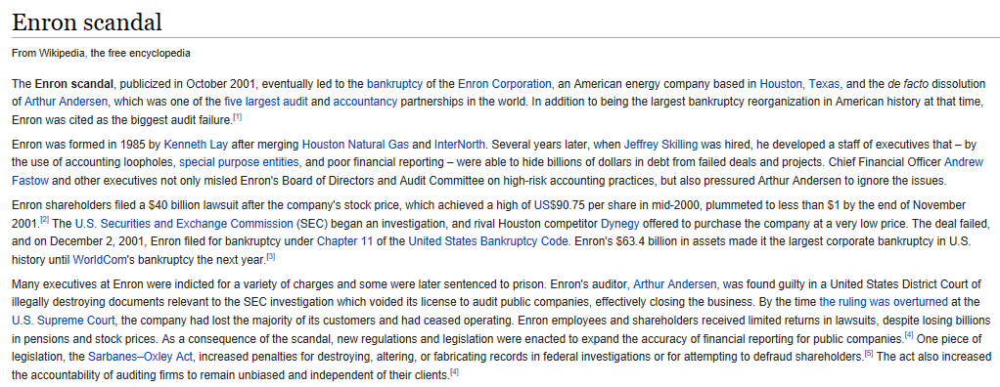 Enron scandal
From Wikipedia, the free encyclopedia
The Enron scandal, publicized in October 2001, eventually led to the bankruptcy of the Enron Corporation, an American energy company based in Houston, Texas, and the de facto dissolution
of Arthur Andersen, which was one of the five largest audit and accountancy partnerships in the world. In addition to being the largest bankruptcy reorganization in American history at that time,
Enron was cited as the biggest audit failure.[1]
Enron was formed in 1985 by Kenneth Lay after merging Houston Natural Gas and InterNorth. Several years later, when Jeffrey Skilling was hired, he developed a staff of executives that – by
the use of accounting loopholes, special purpose entities, and poor financial reporting – were able to hide billions of dollars in debt from failed deals and projects. Chief Financial Officer Andrew
Fastow and other executives not only misled Enron's Board of Directors and Audit Committee on high-risk accounting practices, but also pressured Arthur Andersen to ignore the issues.
Enron shareholders filed a $40 billion lawsuit after the company's stock price, which achieved a high of US$90.75 per share in mid-2000, plummeted to less than $1 by the end of November
2001.[2] The U.S. Securities and Exchange Commission (SEC) began an investigation, and rival Houston competitor Dynegy offered to purchase the company at a very low price. The deal failed,
and on December 2, 2001, Enron filed for bankruptcy under Chapter 11 of the United States Bankruptcy Code. Enron's $63.4 billion in assets made it the largest corporate bankruptcy in U.S.
history until WorldCom's bankruptcy the next year.[3]
Many executives at Enron were indicted for a variety of charges and some were later sentenced to prison. Enron's auditor, Arthur Andersen, was found guilty in a United States District Court of
illegally destroying documents relevant to the SEC investigation which voided its license to audit public companies, effectively closing the business. By the time the ruling was overturned at the
U.S. Supreme Court, the company had lost the majority of its customers and had ceased operating. Enron employees and shareholders received limited returns in lawsuits, despite losing billions
in pensions and stock prices. As a consequence of the scandal, new regulations and legislation were enacted to expand the accuracy of financial reporting for public companies.[4] One piece of
legislation, the Sarbanes–Oxley Act, increased penalties for destroying, altering, or fabricating records in federal investigations or for attempting to defraud shareholders.[5] The act also increased
the accountability of auditing firms to remain unbiased and independent of their clients.[4]